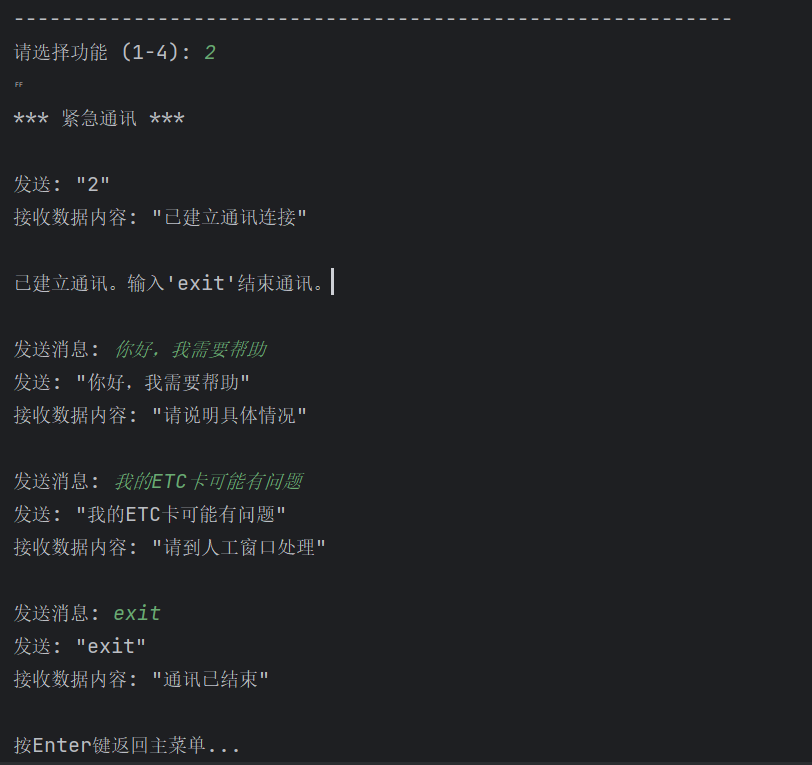 ------------------------------------------------------------
请选择功能 (1-4): 2
FF
*** 紧急通讯 ***
发送: "2"
接收数据内容: "已建立通讯连接"
已建立通讯。输入'exit'结束通讯。
发送消息: 你好，我需要帮助
发送: "你好，我需要帮助"
接收数据内容: "请说明具体情况"
发送消息: 我的ETC卡可能有问题
发送: "我的ETC卡可能有问题"
接收数据内容: "请到人工窗口处理"
发送消息: exit
发送: "exit"
接收数据内容: "通讯已结束"
按Enter键返回主菜单...